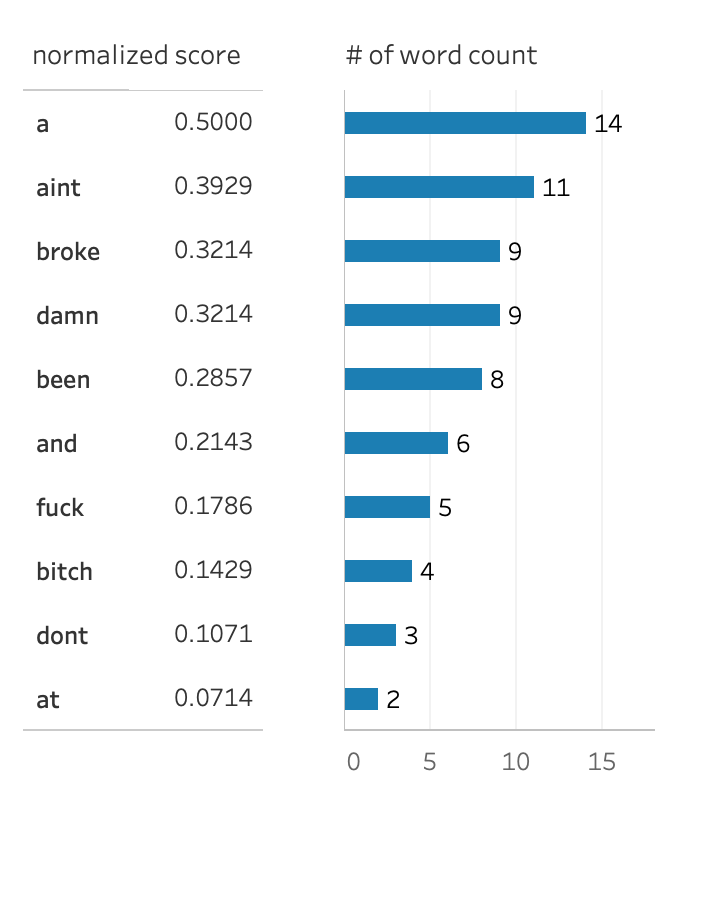 normalized score # of word count
a 0.5000 14
aint 0.3929 11
broke 0.3214 9
damn 0.3214 9
been 0.2857 8
and 0.2143 6
fuck 0.1786 5
bitch 0.1429 4
dont 0.1071 3
at 0.0714 2
0 5 10 15